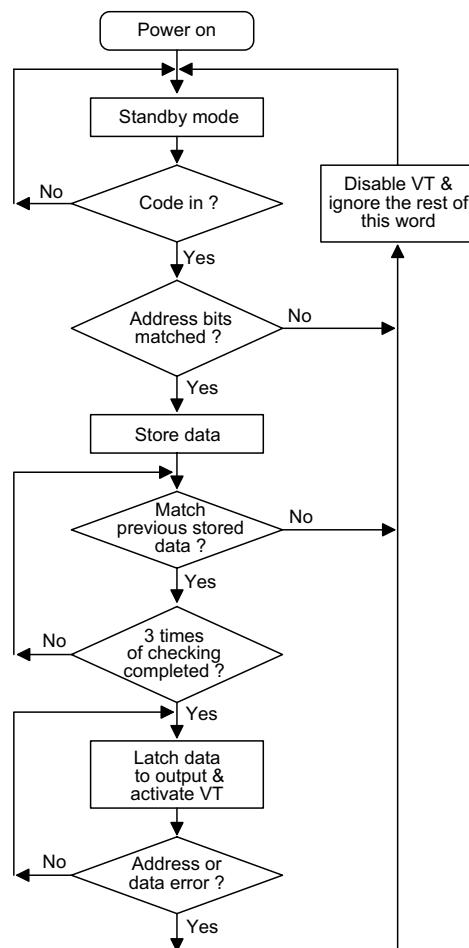 Power on
Standby mode
No
Code in ?
Disable VT &
ignore the rest of
this word
Yes
Address bits
matched ?
No
Yes
Store data
Match
previous stored
data ?
No
Yes
No
3 times
of checking
completed ?
Yes
Latch data
to output &
activate VT
No
Address or
data error ?
Yes